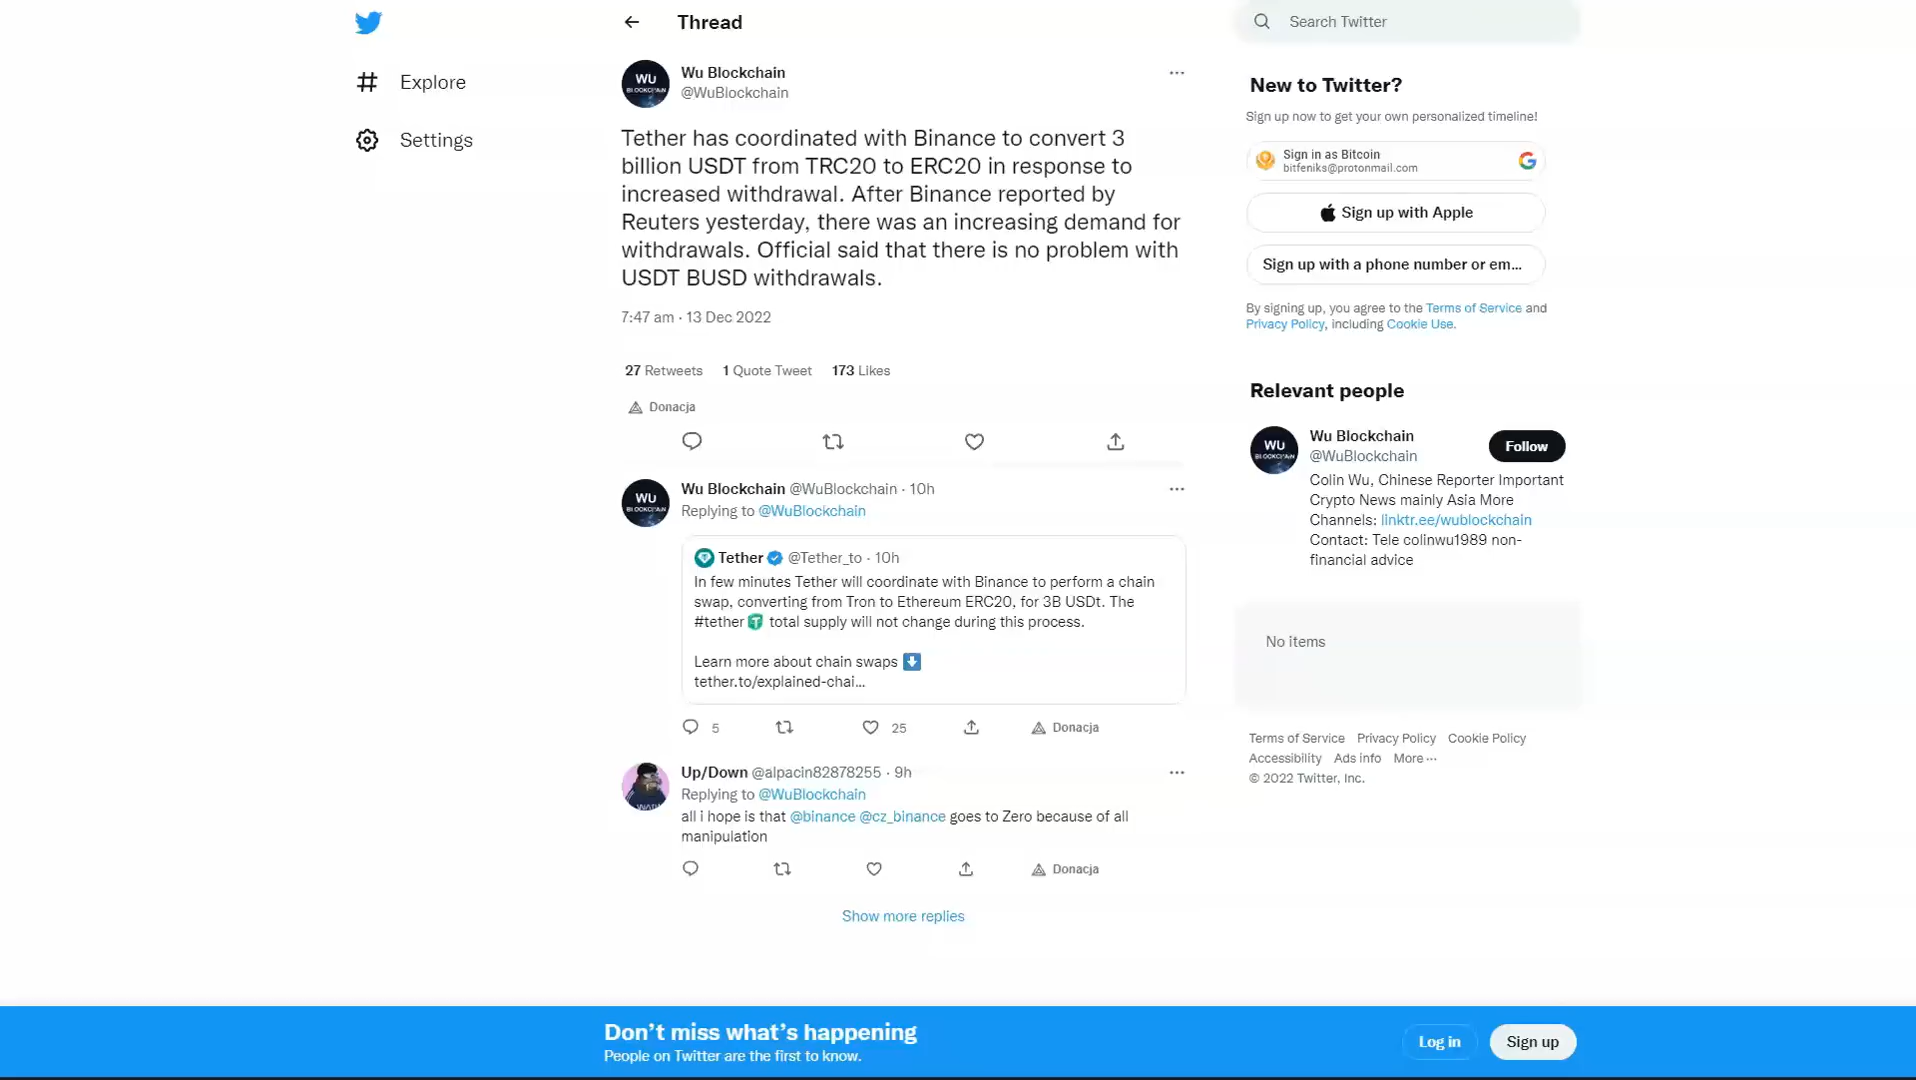 Explore
Settings
Thread
WU
BLOCKCHAIN
Wu Blockchain
@WuBlockchain
Tether has coordinated with Binance to convert 3
billion USDT from TRC20 to ERC20 in response to
increased withdrawal. After Binance reported by
Reuters yesterday, there was an increasing demand for
withdrawals. Official said that there is no problem with
USDT BUSD withdrawals.
7:47 am · 13 Dec 2022
27 Retweets 1 Quote Tweet 173 Likes
Donacja
WU
BLOCKCHAIN
Wu Blockchain @WuBlockchain · 10h
Replying to @WuBlockchain
Tether @Tether_to · 10h
In few minutes Tether will coordinate with Binance to perform a chain
swap, converting from Tron to Ethereum ERC20, for 3B USDt. The
#tether total supply will not change during this process.
Learn more about chain swaps
tether.to/explained-chai...
5 25 Donacja
Up/Down @alpacin82878255 · 9h
Replying to @WuBlockchain
all i hope is that @binance @cz_binance goes to Zero because of all
manipulation
Donacja
Show more replies
Search Twitter
New to Twitter?
Sign up now to get your own personalized timeline!
Sign in as Bitcoin
bitfeniks@protonmail.com
Sign up with Apple
Sign up with a phone number or em...
By signing up, you agree to the Terms of Service and
Privacy Policy, including Cookie Use.
Relevant people
WU
BLOCKCHAIN
Wu Blockchain
@WuBlockchain
Follow
Colin Wu, Chinese Reporter Important
Crypto News mainly Asia More
Channels: linktr.ee/wublockchain
Contact: Tele colinwu1989 non-
financial advice
No items
Terms of Service Privacy Policy Cookie Policy
Accessibility Ads info More ···
© 2022 Twitter, Inc.
Don't miss what's happening
People on Twitter are the first to know.
Log in
Sign up